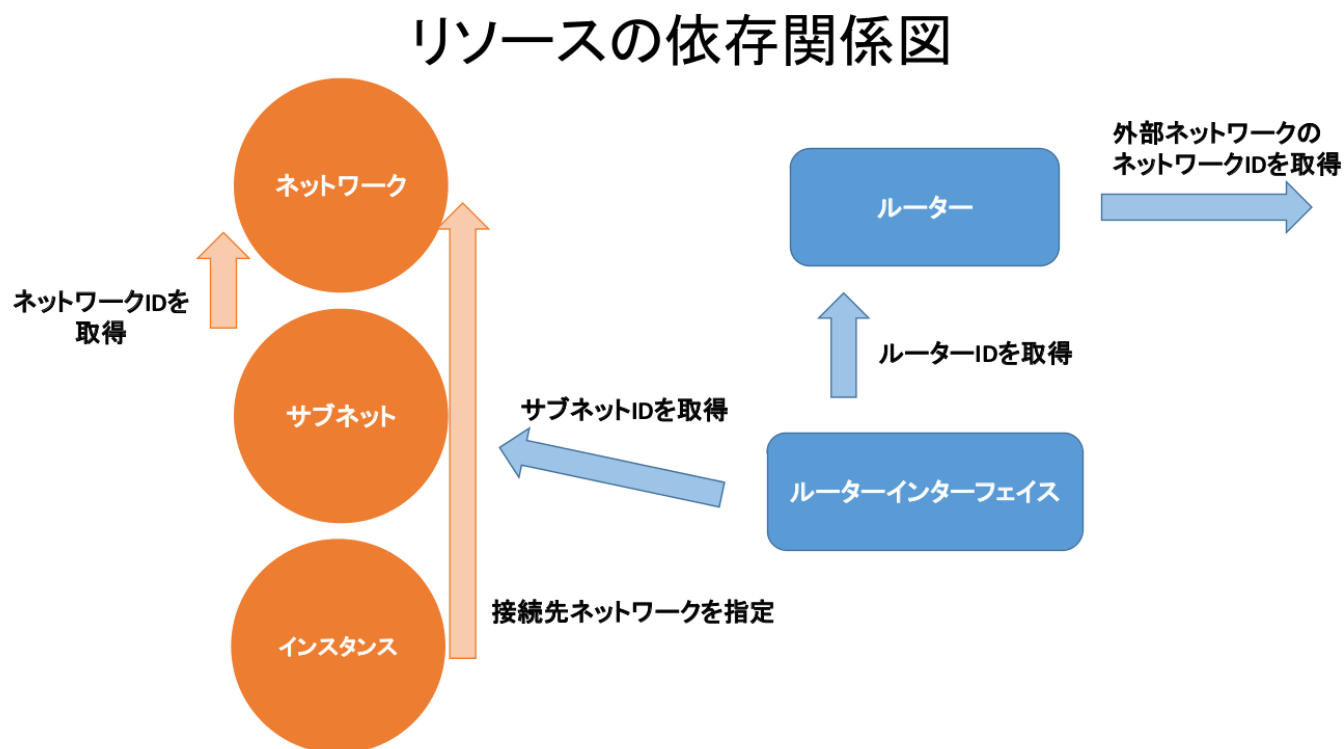 リソースの依存関係図
ネットワーク
外部ネットワークの
ネットワークIDを取得
ルーター
ネットワークIDを
取得
ルーターIDを取得
サブネット
サブネットIDを取得
ルーターインターフェイス
接続先ネットワークを指定
インスタンス